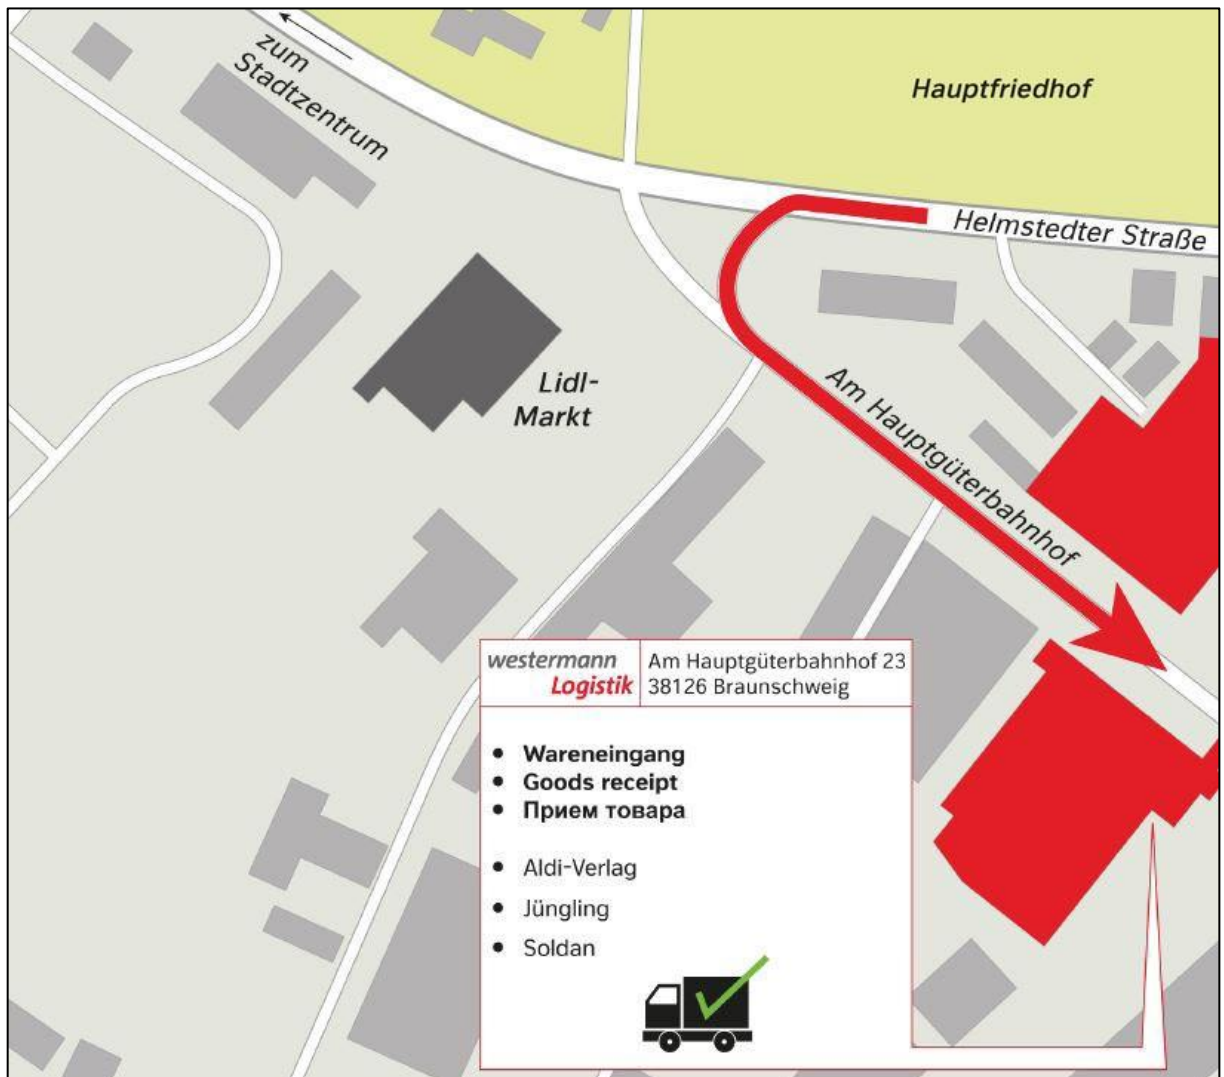 zum
Stadtzentrum
Hauptfriedhof
Helmstedter Straße
Lidl-
Markt
Am Hauptgüterbahnhof
westermann
Logistik
Am Hauptgüterbahnhof 23
38126 Braunschweig
• Wareneingang
• Goods receipt
• Прием товара
• Aldi-Verlag
• Jüngling
• Soldan